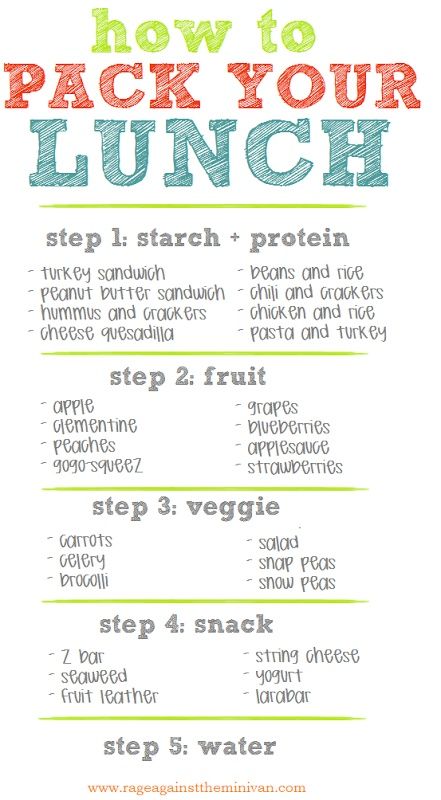 how to
PACK YOUR
LUNCH
step 1: starch + protein
- turkey sandwich
- peanut butter sandwich
- hummus and crackers
- cheese quesadilla
- beans and rice
- chili and crackers
- chicken and rice
- pasta and turkey
step 2: fruit
- apple
- clementine
- peaches
- gogo-squeez
- grapes
- blueberries
- applesauce
- strawberries
step 3: veggie
- carrots
- celery
- brocolli
- salad
- snap peas
- snow peas
step 4: snack
- z bar
- seaweed
- fruit leather
- string cheese
- yogurt
- larabar
step 5: water
www.rageagainsttheminivan.com